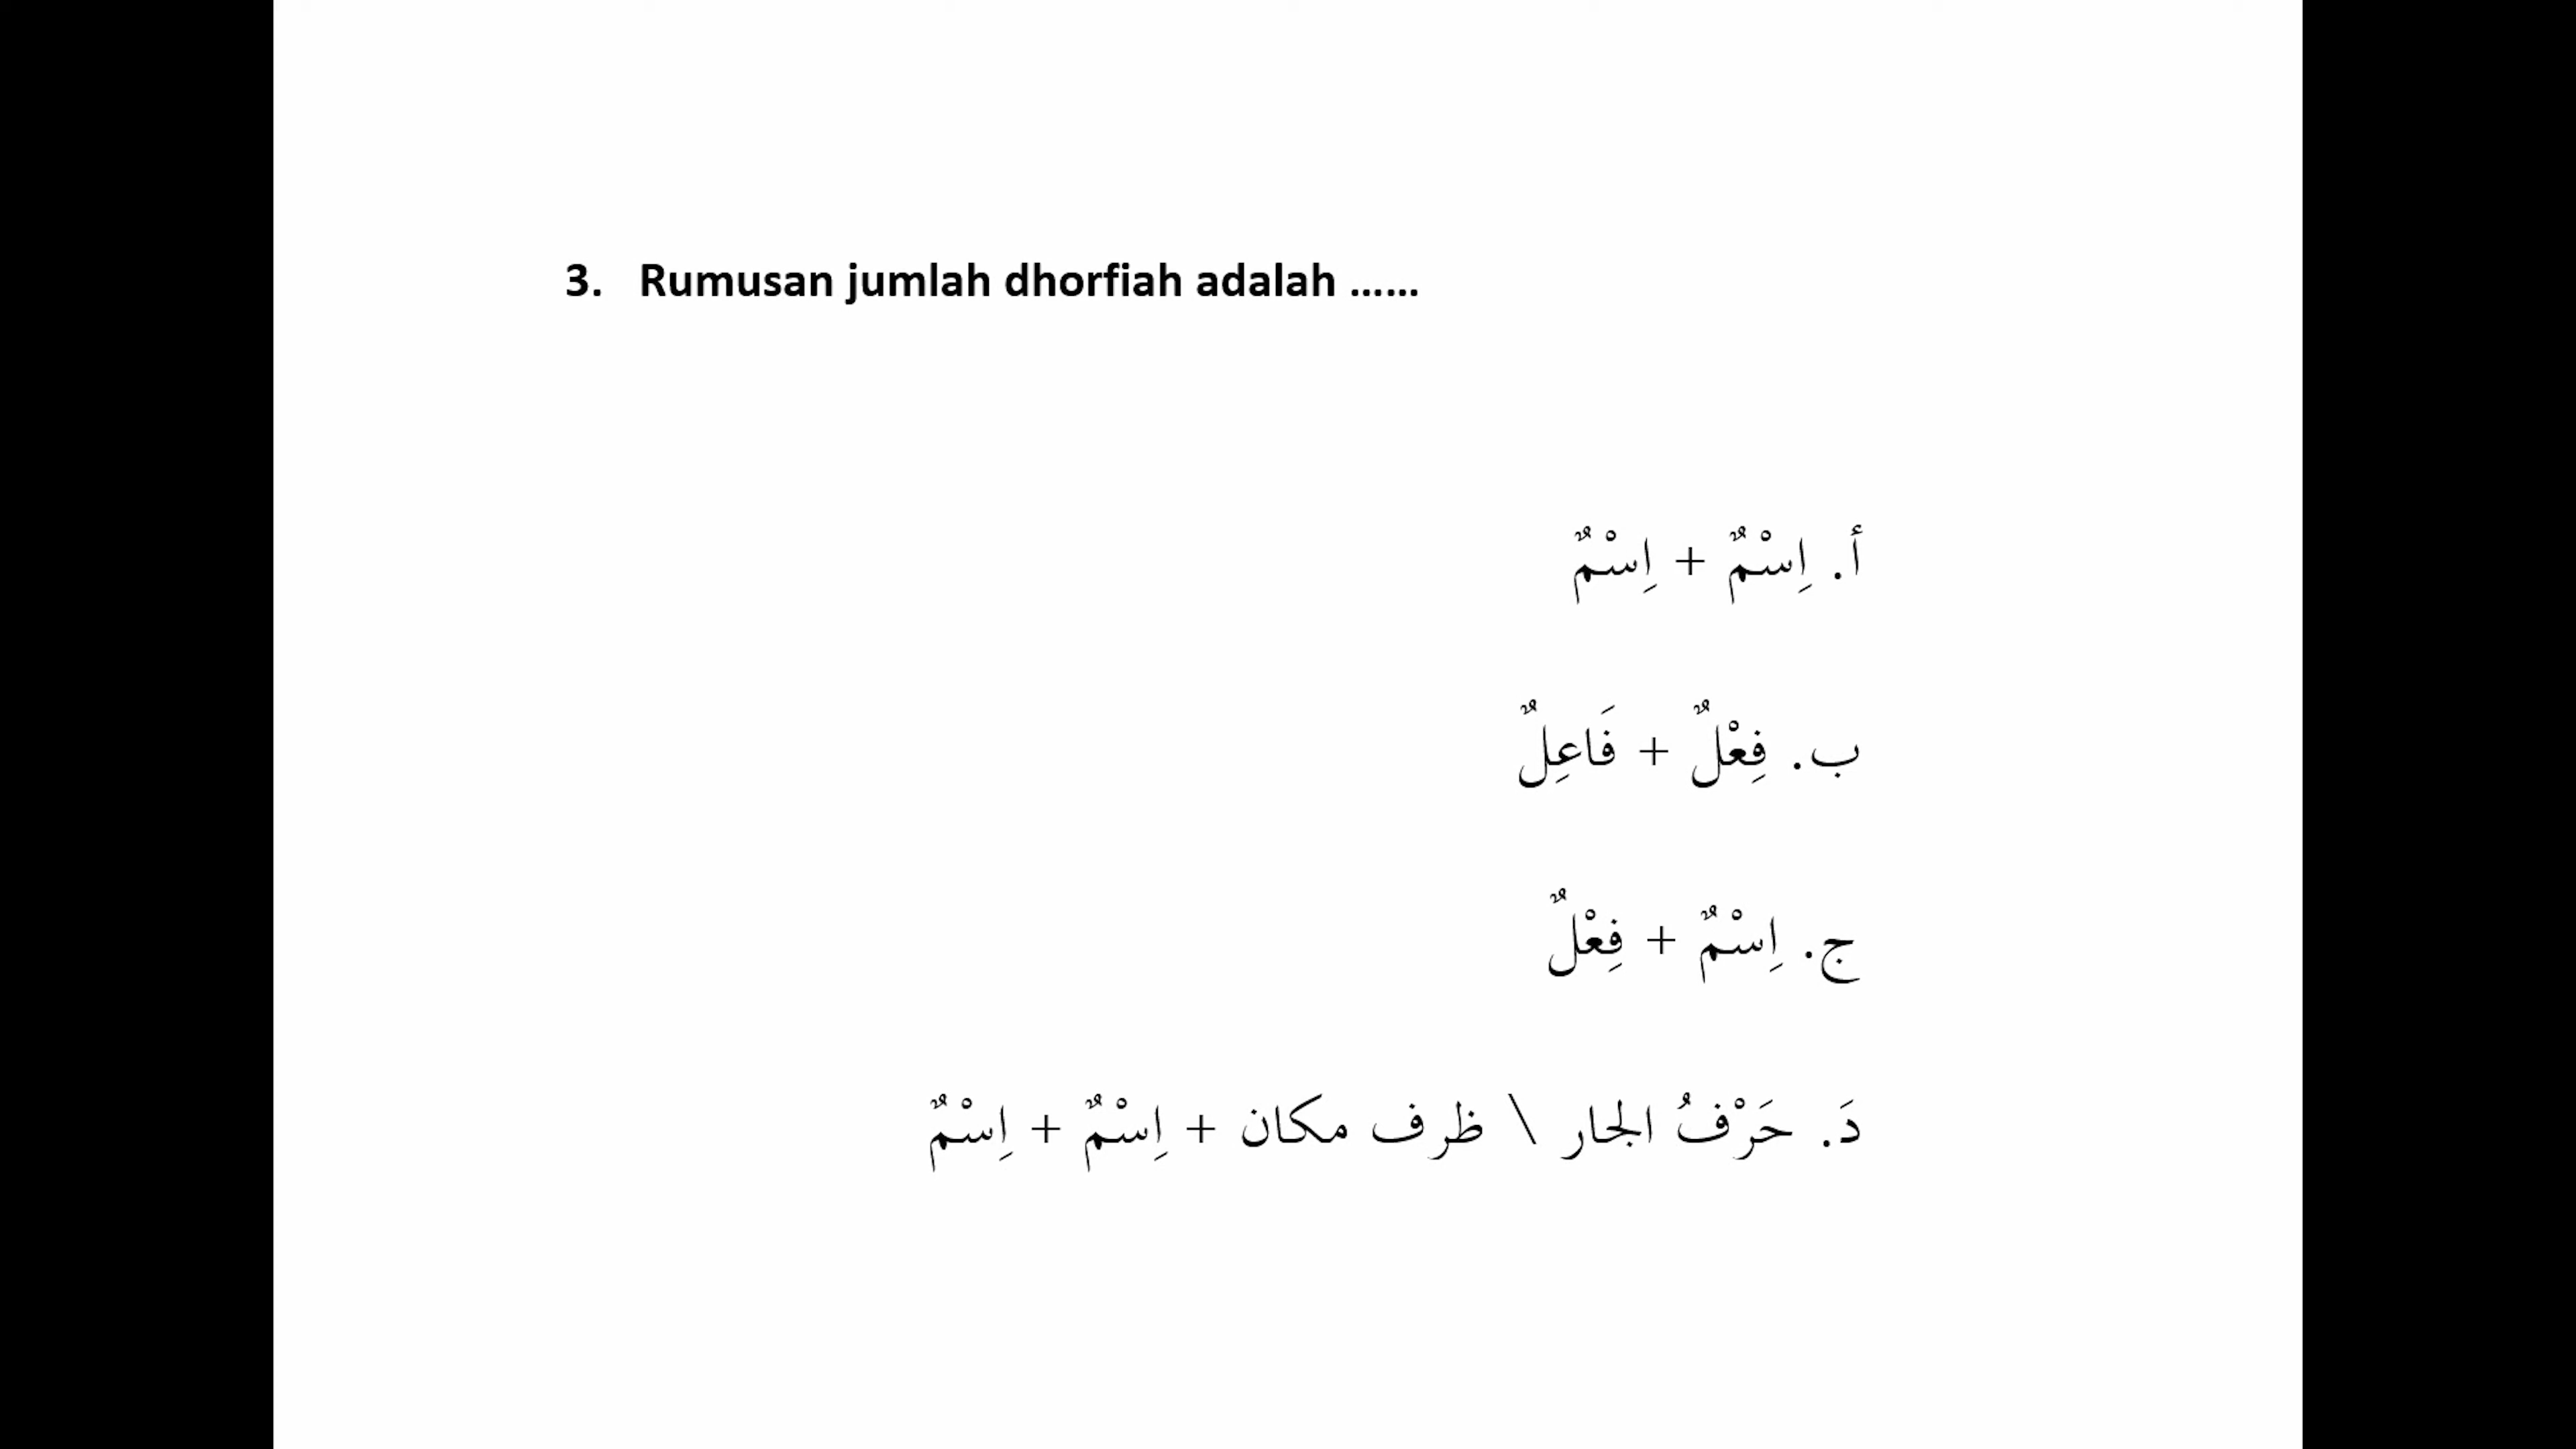 3. Rumusan jumlah dhorfiah adalah ......
أ. اِسْمٌ + اِسْمٌ
ب. فِعْلٌ + فَاعِلٌ
ج. اِسْمٌ + فِعْلٌ
دَ. حَرْفُ الجار \ ظرف مكان + اِسْمٌ + اِسْمٌ